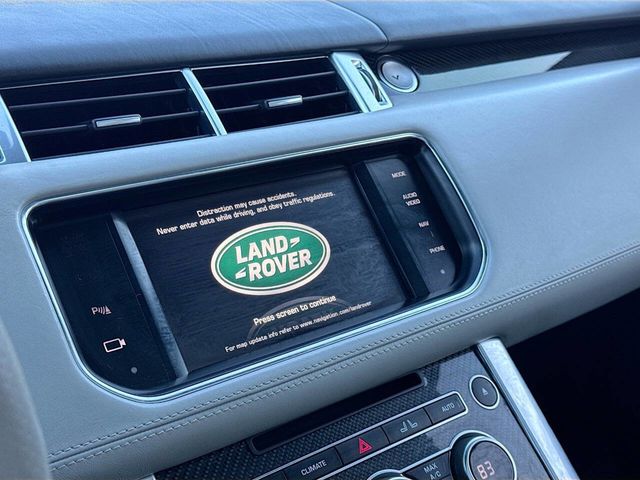 Distraction may cause accidents.
Never enter data while driving, and obey traffic regulations.
LAND
ROVER
Press screen to continue
For map update info refer to www.navigation.com/landrover
MODE
AUDIO
VIDEO
NAV
PHONE
P
AUTO
CLIMATE
MAX
A/C
83